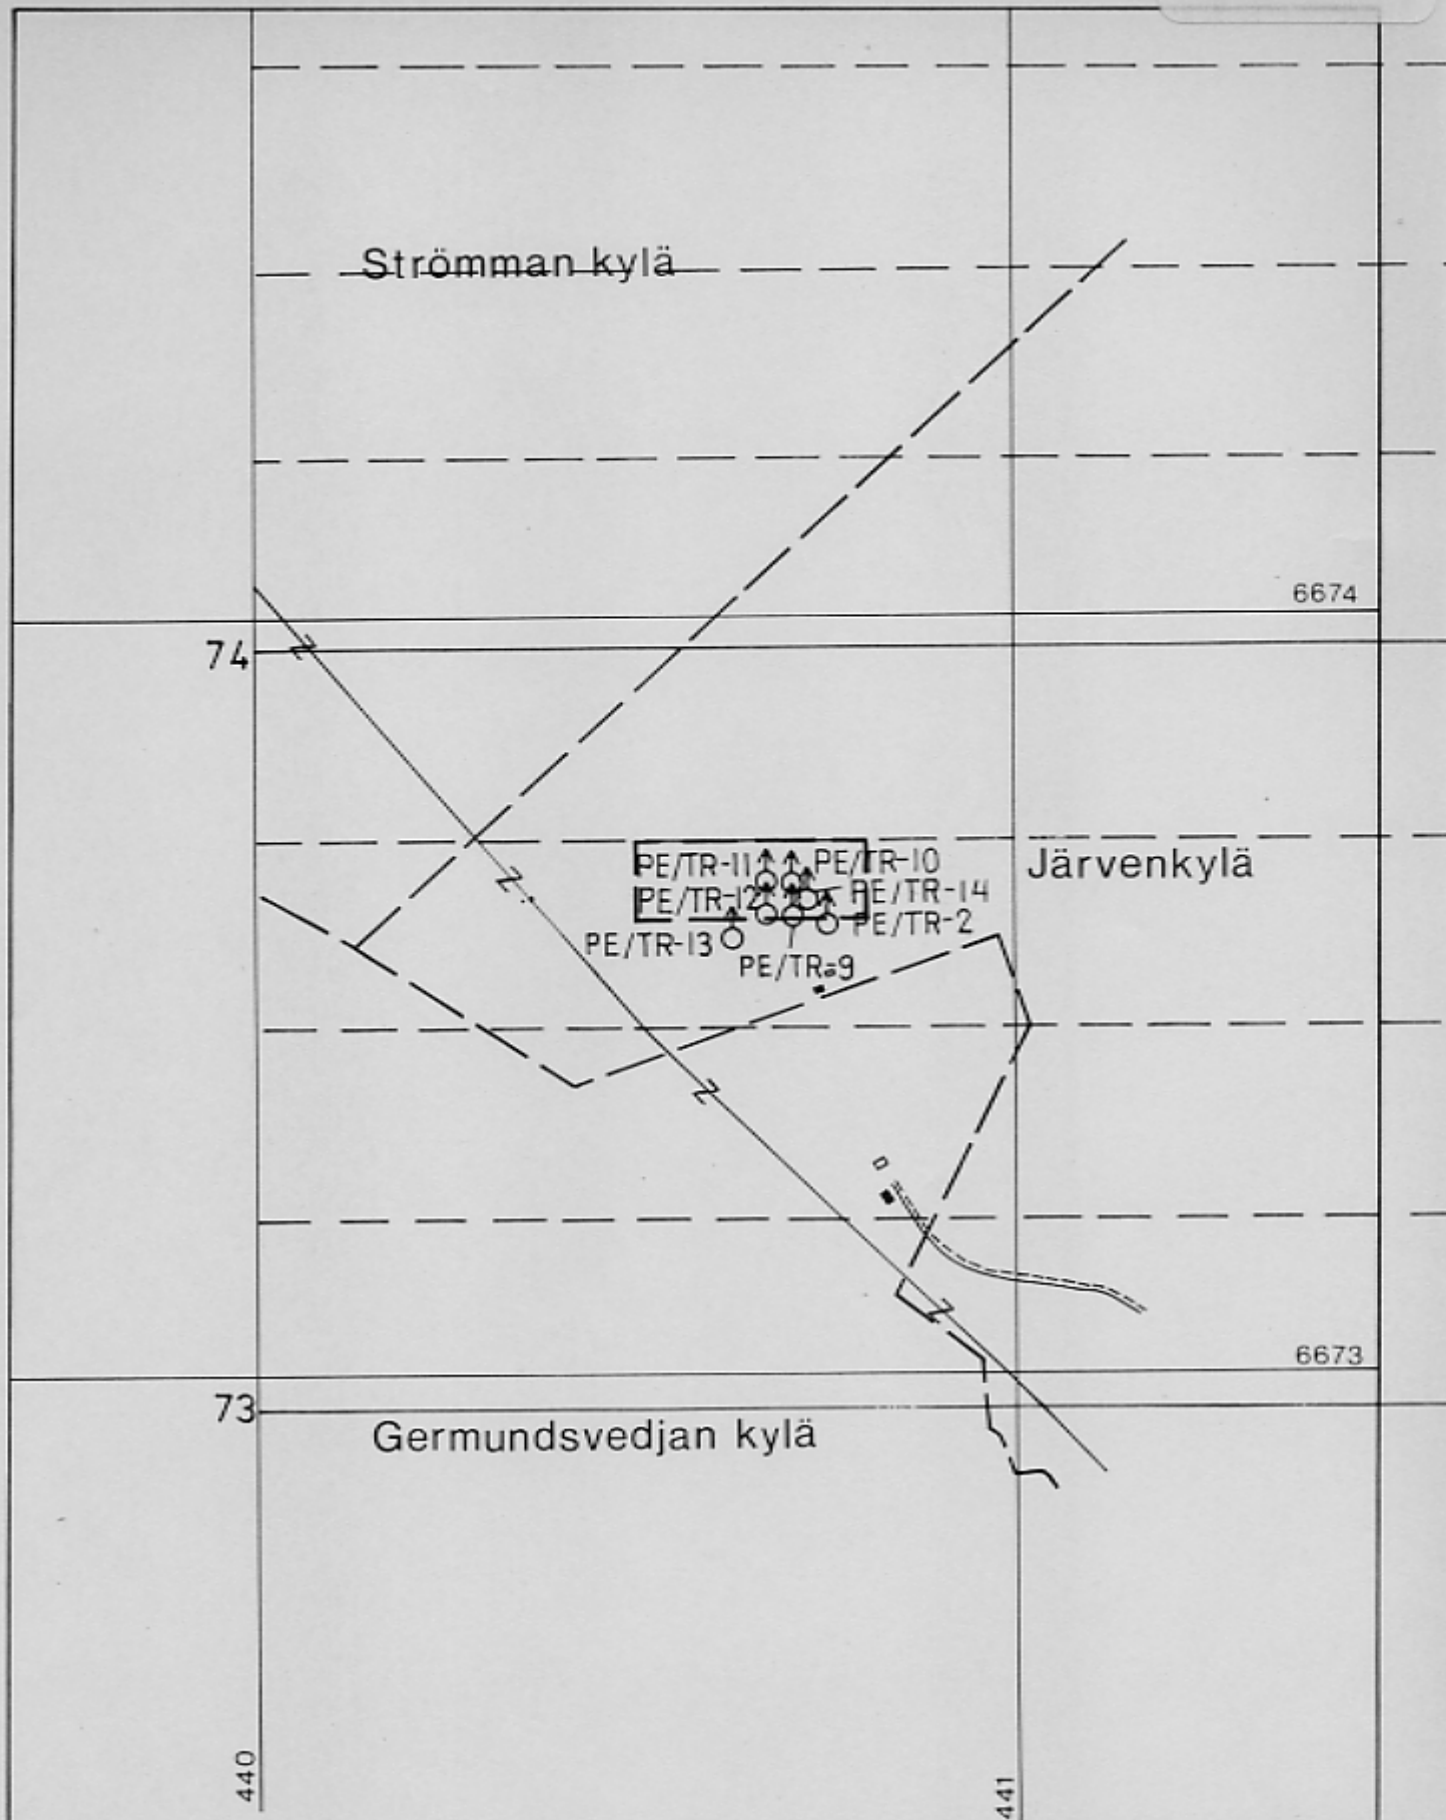 Strömman kylä
6674
74
PE/TR-11
PE/TR-10
Järvenkylä
PE/TR-12
PE/TR-14
PE/TR-2
PE/TR-13
PE/TR-9
6673
73
Germundsvedjan kylä
440
441